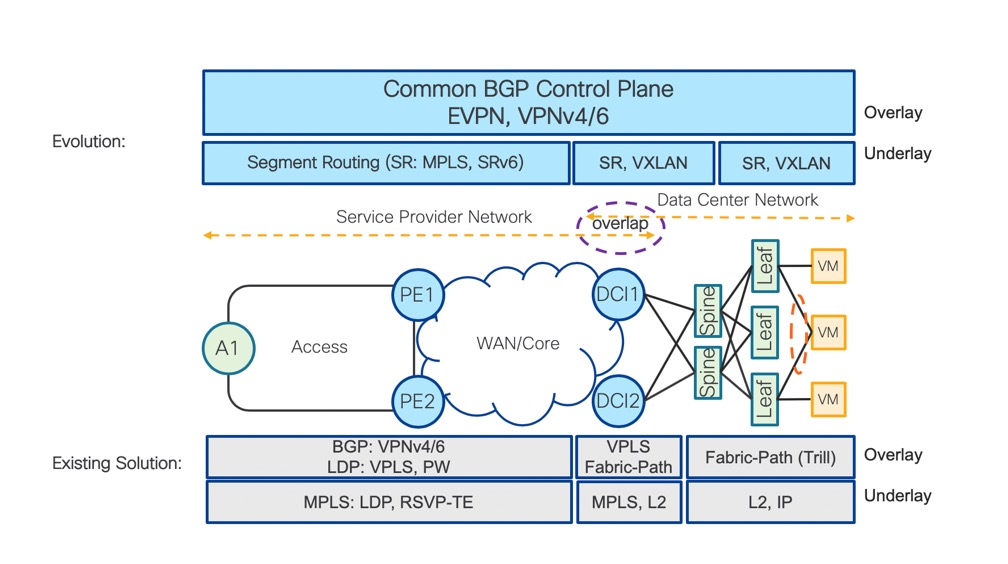 Common BGP Control Plane
EVPN, VPNv4/6
Overlay
Evolution:
Segment Routing (SR: MPLS, SRv6)
SR, VXLAN
SR, VXLAN
Underlay
Service Provider Network
overlap
Data Center Network
PE1
DCI1
Spine
Leaf
VM
A1
Access
WAN/Core
Leaf
VM
PE2
DCI2
Spine
Leaf
VM
Existing Solution:
BGP: VPNv4/6
LDP: VPLS, PW
VPLS
Fabric-Path
Fabric-Path (Trill)
Overlay
MPLS: LDP, RSVP-TE
MPLS, L2
L2, IP
Underlay